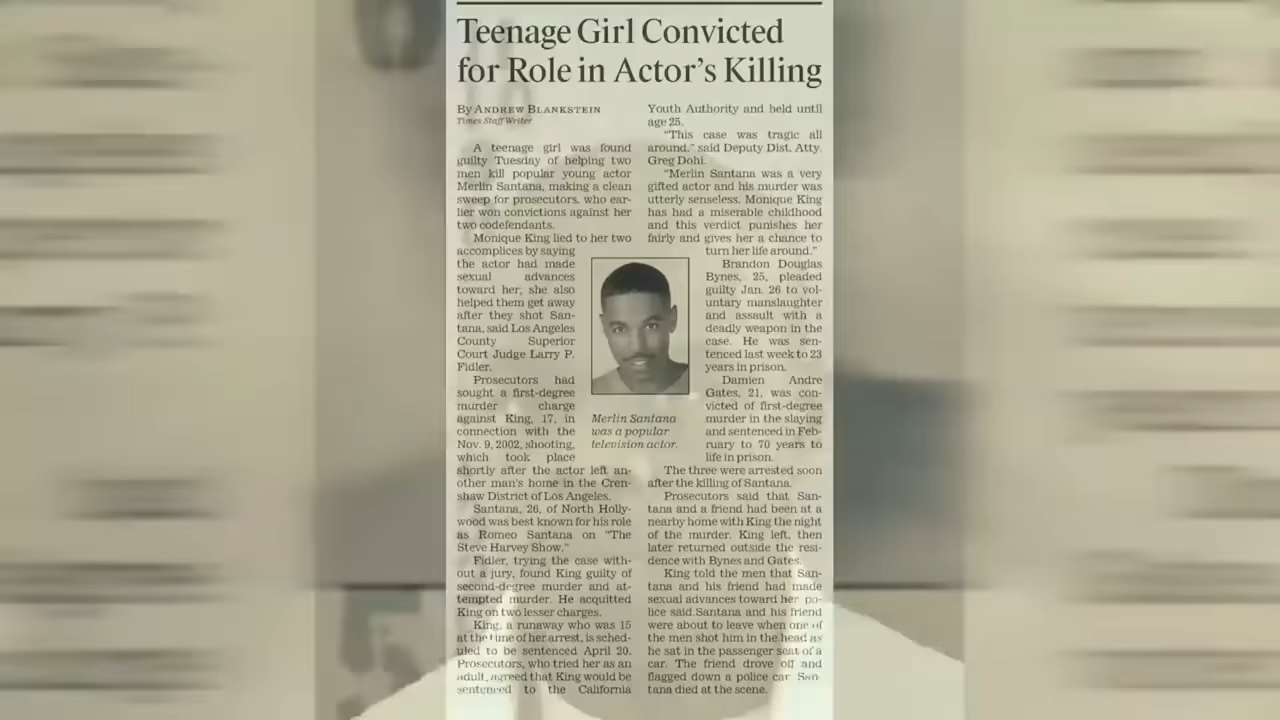 Teenage Girl Convicted
for Role in Actor's Killing
By ANDREW BLANKSTEIN
Times Staff Writer
A teenage girl was found
guilty Tuesday of helping two
men kill popular young actor
Merlin Santana, making a clean
sweep for prosecutors, who ear-
lier won convictions against her
two codefendants.
Monique King lied to her two
accomplices by saying
the actor had made
sexual advances
toward her; she also
helped them get away
after they shot San-
tana, said Los Angeles
County Superior
Court Judge Larry P.
Fidler.
Prosecutors had
sought a first-degree
murder charge
against King, 17, in
connection with the
Nov. 9, 2002, shooting,
which took place
shortly after the actor left an-
other man's home in the Cren-
shaw District of Los Angeles.
Santana, 26, of North Holly-
wood was best known for his role
as Romeo Santana on "The
Steve Harvey Show."
Fidler, trying the case with-
out a jury, found King guilty of
second-degree murder and at-
tempted murder. He acquitted
King on two lesser charges.
King, a runaway who was 15
at the time of her arrest, is sched-
uled to be sentenced April 20.
Prosecutors, who tried her as an
adult, agreed that King would be
sentenced to the California
Merlin Santana
was a popular
television actor.
Youth Authority and held until
age 25.
"This case was tragic all
around," said Deputy Dist. Atty.
Greg Dohi.
"Merlin Santana was a very
gifted actor and his murder was
utterly senseless. Monique King
has had a miserable childhood
and this verdict punishes her
fairly and gives her a chance to
turn her life around."
Brandon Douglas
Bynes, 25, pleaded
guilty Jan. 26 to vol-
untary manslaughter
and assault with a
deadly weapon in the
case. He was sen-
tenced last week to 23
years in prison.
Damien Andre
Gates, 21, was con-
victed of first-degree
murder in the slaying
and sentenced in Feb-
ruary to 70 years to
life in prison.
The three were arrested soon
after the killing of Santana.
Prosecutors said that San-
tana and a friend had been at a
nearby home with King the night
of the murder. King left, then
later returned outside the resi-
dence with Bynes and Gates.
King told the men that San-
tana and his friend had made
sexual advances toward her, po-
lice said. Santana and his friend
were about to leave when one of
the men shot him in the head as
he sat in the passenger seat of a
car. The friend drove off and
flagged down a police car. San-
tana died at the scene.